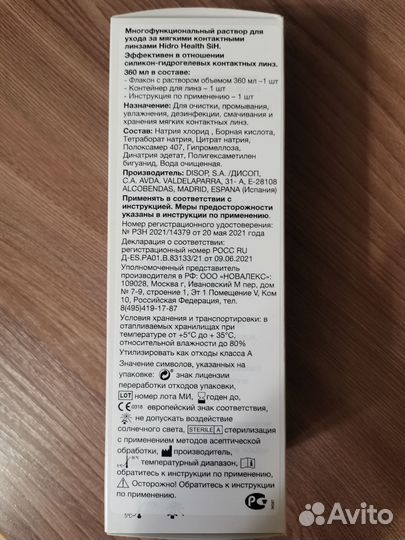 Многофункциональный раствор для
ухода за мягкими контактными
линзами Hidro Health SiH.
Эффективен в отношении
силикон-гидрогелевых контактных линз.
360 мл в составе:
- Флакон с раствором объемом 360 мл –1 шт
- Контейнер для линз – 1 шт
- Инструкция по применению – 1 шт
Назначение: Для очистки, промывания,
увлажнения, дезинфекции, смачивания и
хранения мягких контактных линз.
Состав: Натрия хлорид , Борная кислота,
Тетраборат натрия, Цитрат натрия,
Полоксамер 407, Гипромеллоза,
Динатрия эдетат, Полигексаметилен
бигуанид, Вода очищенная.
Производитель: DISOP, S.A. /ДИСОП,
С.А. AVDA. VALDELAPARRA, 31- A, E-28108
ALCOBENDAS, MADRID, ESPANA (Испания)
Применять в соответствии с
инструкцией. Меры предосторожности
указаны в инструкции по применению.
Номер регистрационного удостоверения:
№ РЗН 2021/14379 от 20 мая 2021 года
Декларация о соответствии:
регистрационный номер РОСС RU
Д-ES.РА01.В.83133/21 от 09.06.2021
Уполномоченный представитель
производителя в РФ: ООО «НОВАЛЕКС»:
109028, Москва г, Ивановский М пер, дом
№ 7-9, строение 1, Эт 1 Помещение V, Ком
10, Российская Федерация, тел.
8(495)419-17-87
Условия хранения и транспортировки: в
отапливаемых хранилищах при
температуре от +5°С до + 35°С,
относительной влажности до 80%
Утилизировать как отходы класса А
Значение символов, указанных на
упаковке: знак лицензии
переработки отходов упаковки,
LOT номер лота МИ, годен до,
CE 0318 европейский знак соответствия,
не допускать воздействие
солнечного света, STERILE A стерилизация
с применением методов асептической
обработки, производитель,
температурный диапазон,
обратитесь к инструкции по применению,
Осторожно! Обратитесь к инструкции
по применению.
5°C
Avito